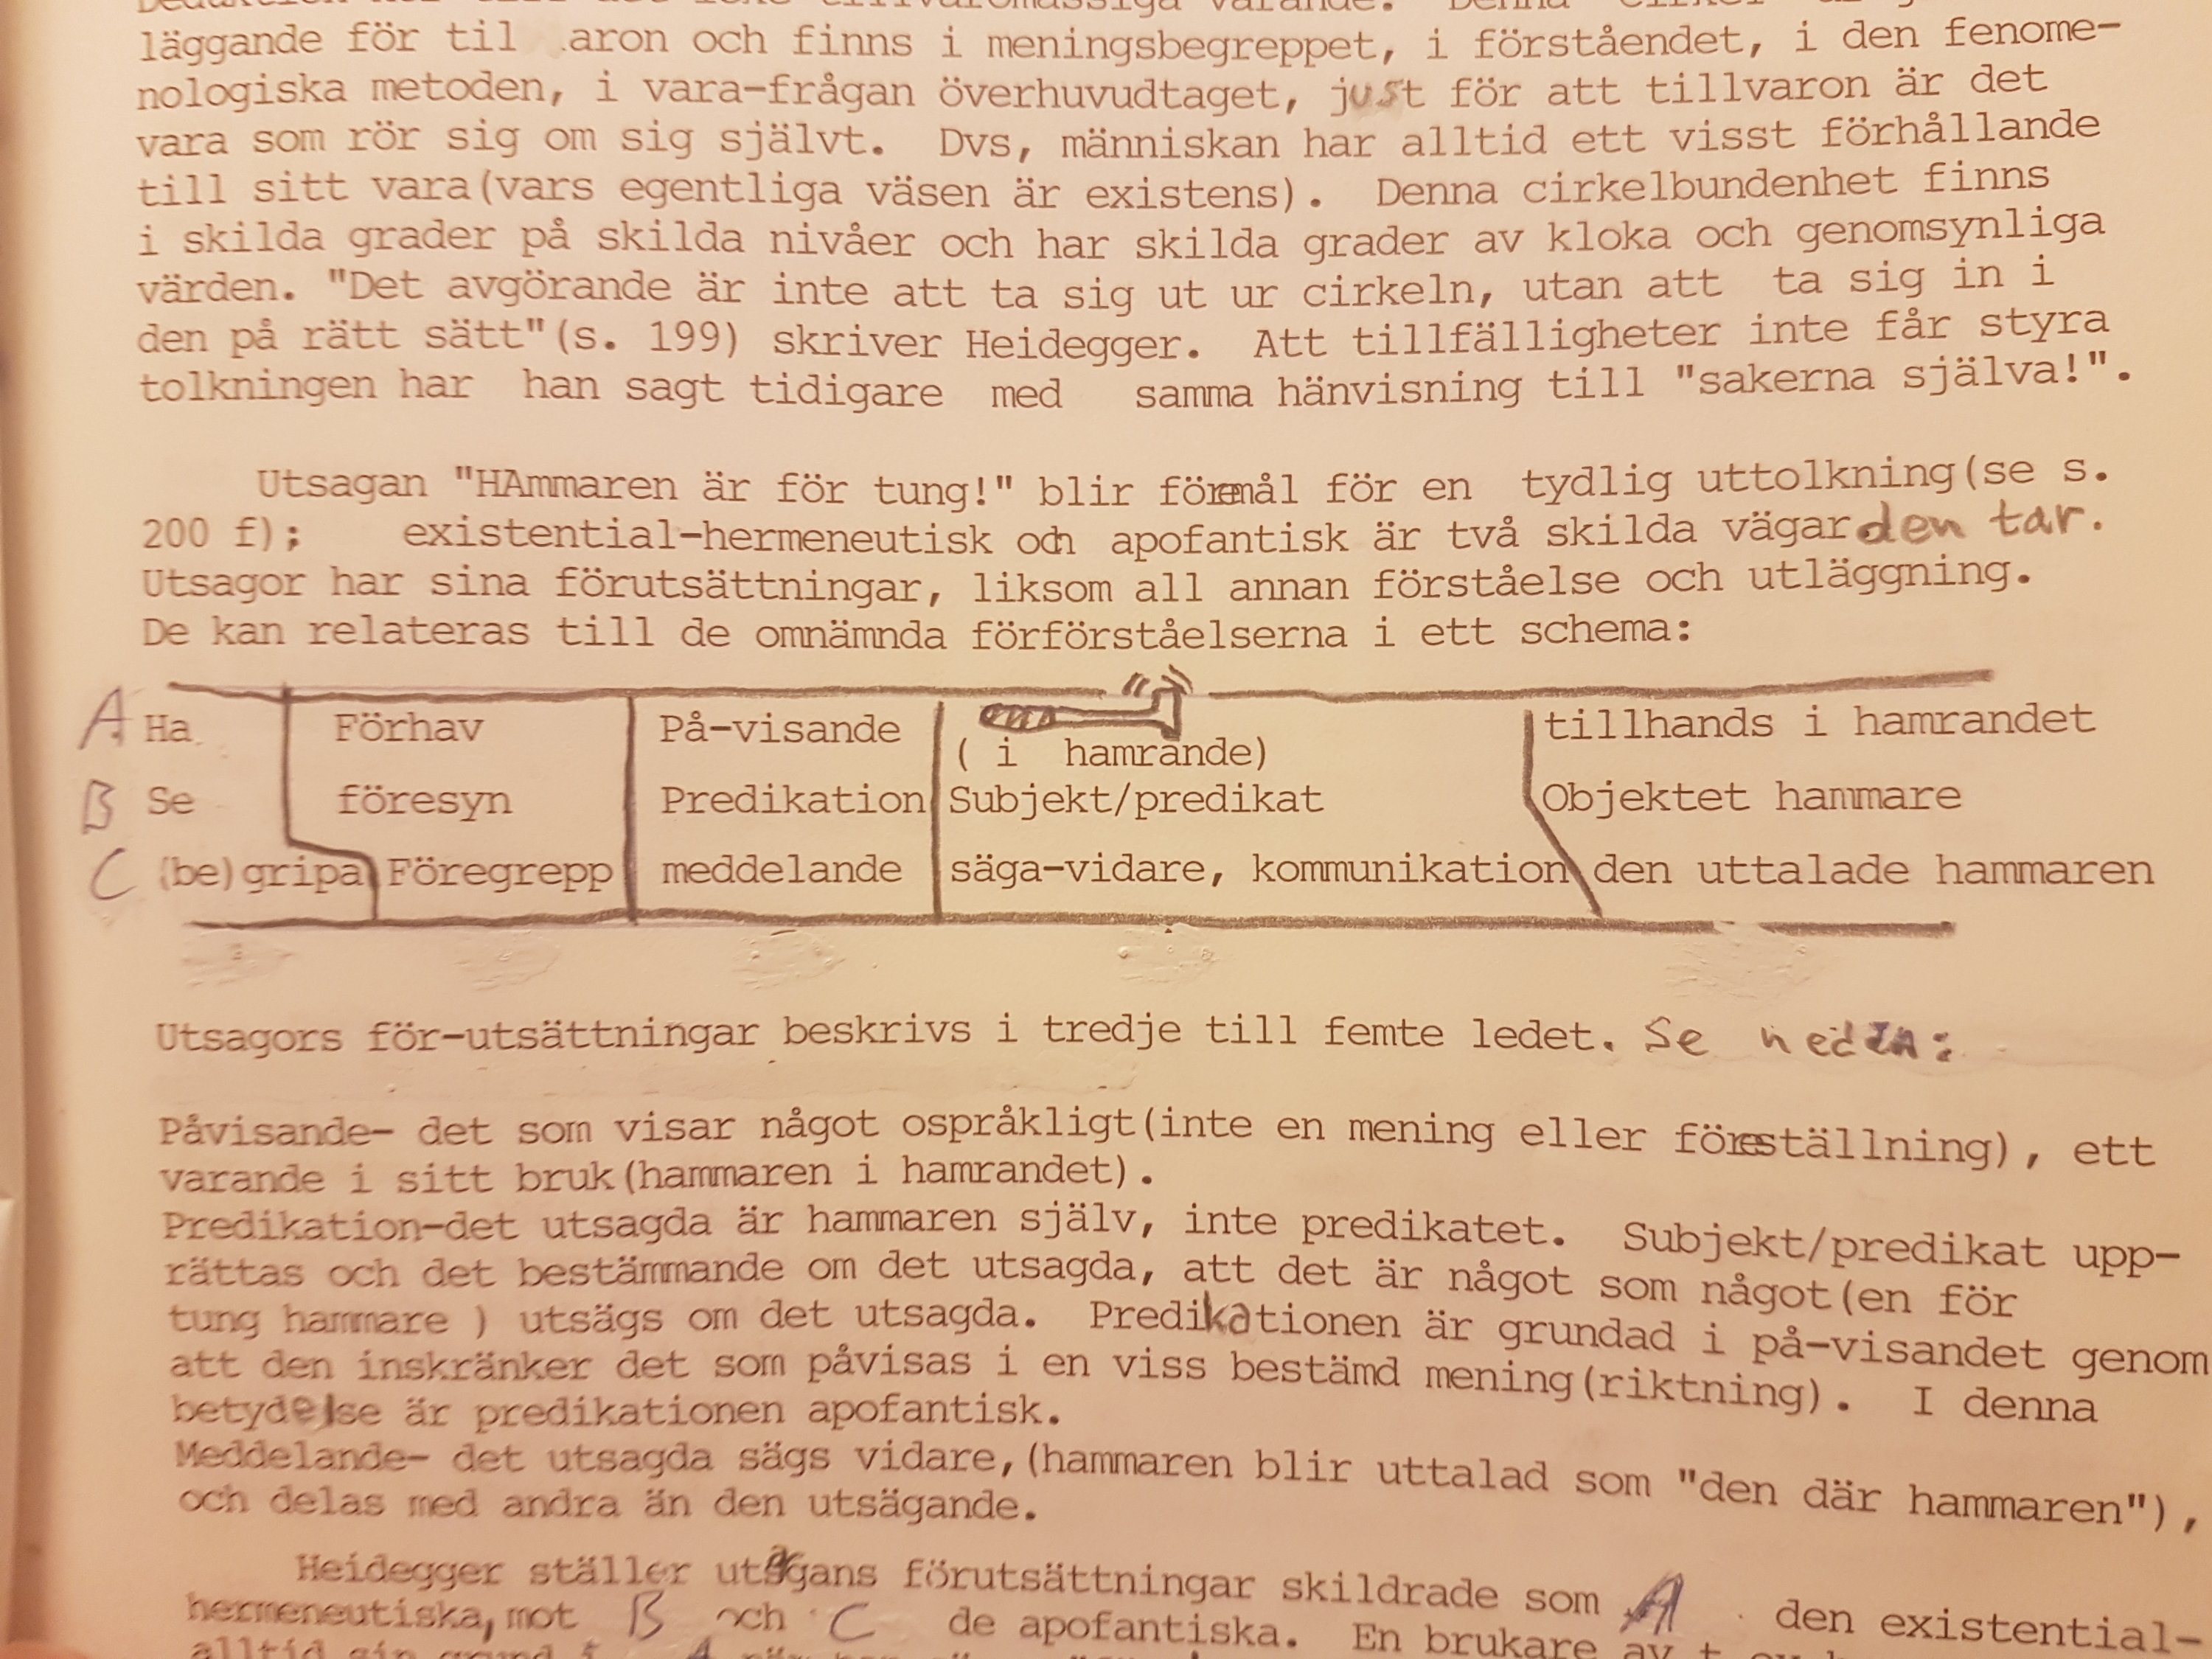 läggande för til aron och finns i meningsbegreppet, i förståendet, i den fenome-
nologiska metoden, i vara-frågan överhuvudtaget, just för att tillvaron är det
vara som rör sig om sig självt. Dvs, människan har alltid ett visst förhållande
till sitt vara(vars egentliga väsen är existens). Denna cirkelbundenhet finns
i skilda grader på skilda nivåer och har skilda grader av kloka och genomsynliga
värden. "Det avgörande är inte att ta sig ut ur cirkeln, utan att ta sig in i
den på rätt sätt"(s. 199) skriver Heidegger. Att tillfälligheter inte får styra
tolkningen har han sagt tidigare med samma hänvisning till "sakerna själva!".
Utsagan "HAmmaren är för tung!" blir föremål för en tydlig uttolkning(se s.
200 f); existential-hermeneutisk och apofantisk är två skilda vägar den tar.
Utsagor har sina förutsättningar, liksom all annan förståelse och utläggning.
De kan relateras till de omnämnda förförståelserna i ett schema:
A Ha Förhav På-visande ( i hamrande) tillhands i hamrandet
B Se föresyn Predikation Subjekt/predikat Objektet hammare
C (be)gripa Föregrepp meddelande säga-vidare, kommunikation den uttalade hammaren
Utsagors för-utsättningar beskrivs i tredje till femte ledet. Se nedan:
Påvisande- det som visar något ospråkligt(inte en mening eller föreställning), ett
varande i sitt bruk(hammaren i hamrandet).
Predikation-det utsagda är hammaren själv, inte predikatet. Subjekt/predikat upp-
rättas och det bestämmande om det utsagda, att det är något som något(en för
tung hammare ) utsägs om det utsagda. Predikationen är grundad i på-visandet genom
att den inskränker det som påvisas i en viss bestämd mening(riktning). I denna
betydelse är predikationen apofantisk.
Meddelande- det utsagda sägs vidare,(hammaren blir uttalad som "den där hammaren"),
och delas med andra än den utsägande.
Heidegger ställer utsagans förutsättningar skildrade som A den existential-
hermeneutiska, mot B och C de apofantiska. En brukare av
alltid sin grund i A